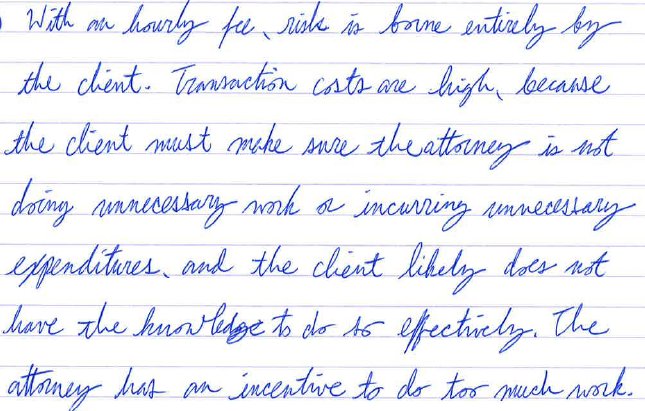 With an hourly fee, risk is borne entirely by
the client. Transaction costs are high, because
the client must make sure the attorney is not
doing unnecessary work or incurring unnecessary
expenditures, and the client likely does not
have the knowledge to do so effectively. The
attorney has an incentive to do too much work.